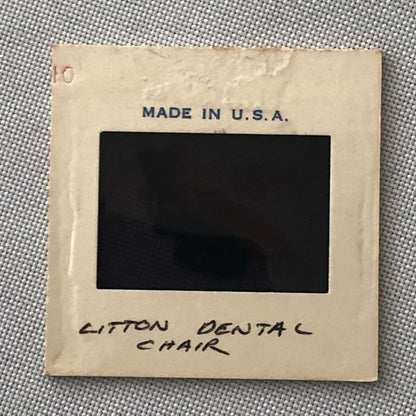 10
MADE IN U.S.A.
LITTON DENTAL
CHAIR